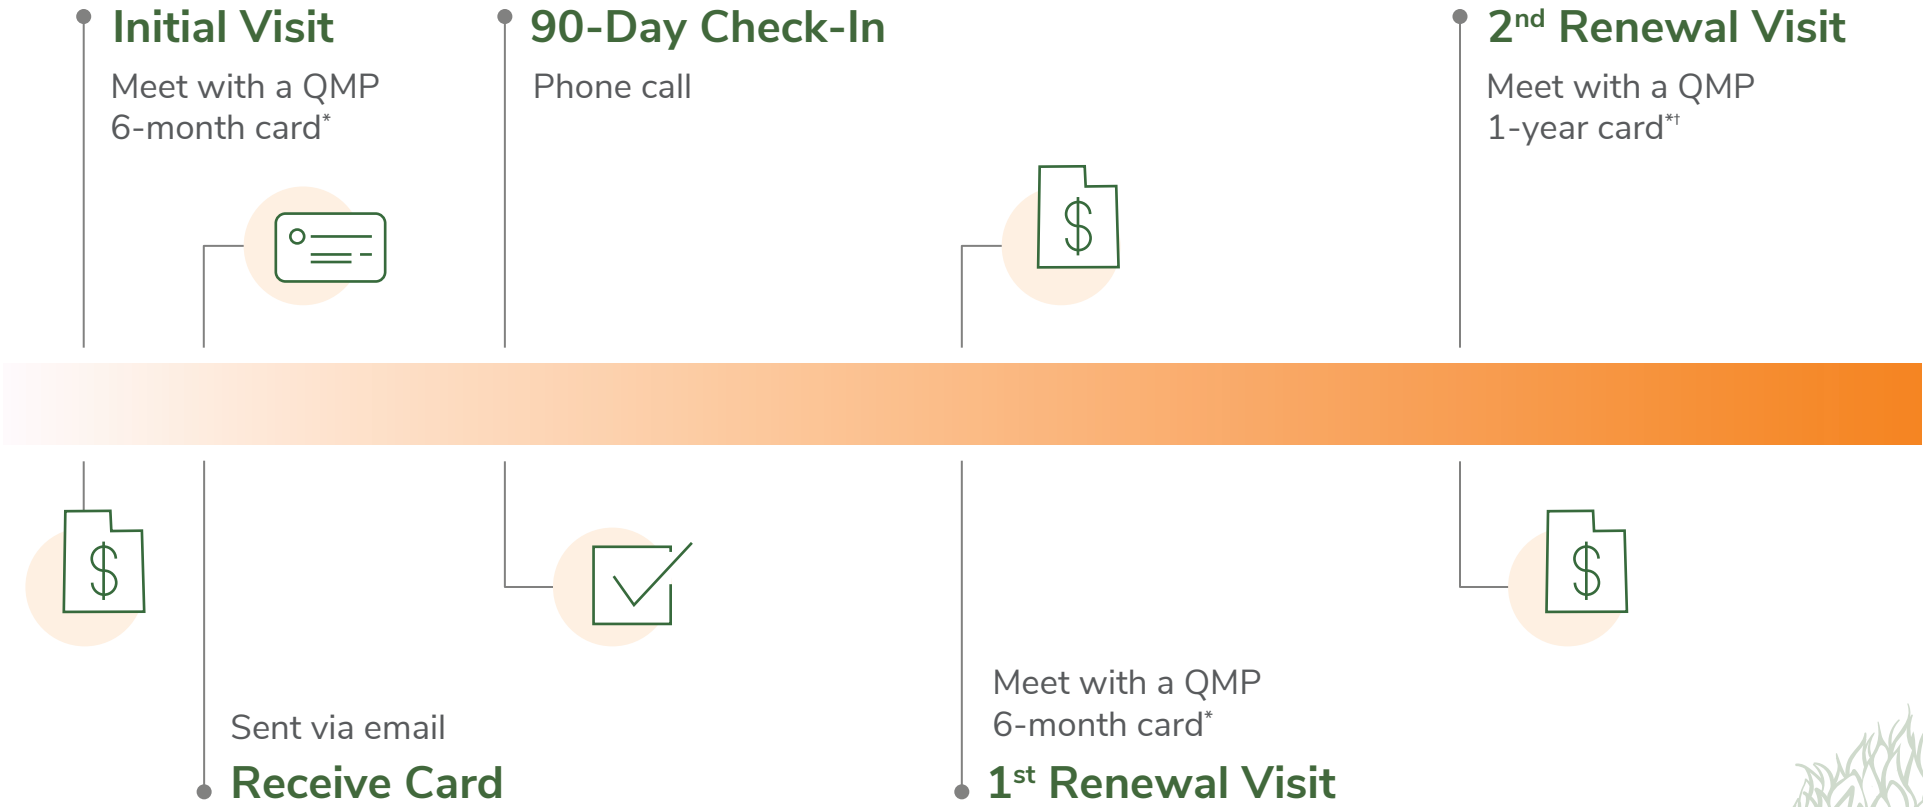 Initial Visit
Meet with a QMP
6-month card*
90-Day Check-In
Phone call
2nd Renewal Visit
Meet with a QMP
1-year card*†
$
$
$
Sent via email
Receive Card
Meet with a QMP
6-month card*
1st Renewal Visit